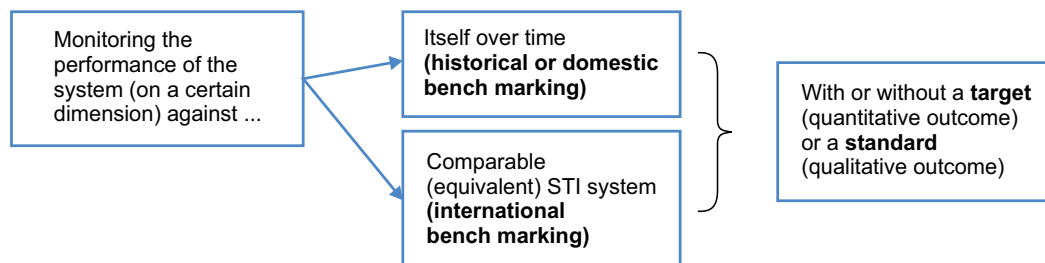 Monitoring the
performance of the
system (on a certain
dimension) against ...
Itself over time
(historical or domestic
bench marking)
Comparable
(equivalent) STI system
(international
bench marking)
With or without a target
(quantitative outcome)
or a standard
(qualitative outcome)